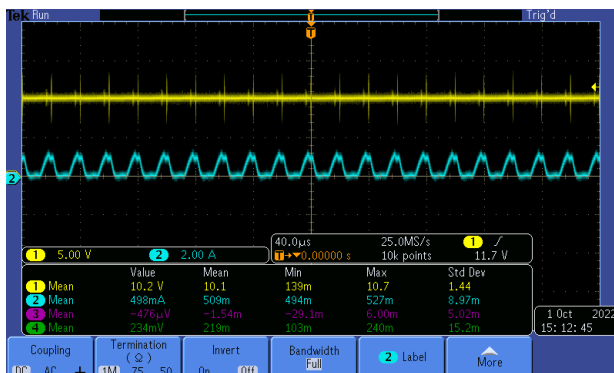 Tek Run Trig'd
T
T
2
1 5.00 V 2 2.00 A
40.0µs 25.0MS/s 1
T→▼0.00000 s 10k points 11.7 V
Value Mean Min Max Std Dev
1 Mean 10.2 V 10.1 139m 10.7 1.44
2 Mean 498mA 509m 494m 527m 8.97m
3 Mean -476µV -1.54m -29.1m 6.00m 5.02m
4 Mean 234mV 219m 103m 240m 15.2m
1 Oct 2022
15:12:45
Coupling
DC AC
Termination
(Ω)
1M 75 50
Invert
On Off
Bandwidth
Full
2 Label
More